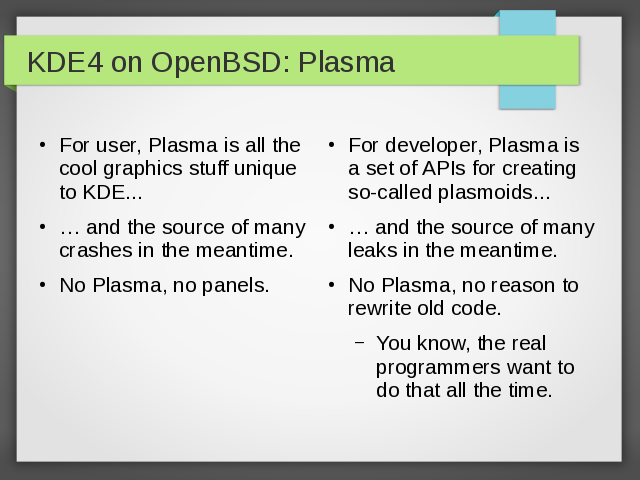 KDE4 on OpenBSD: Plasma
• For user, Plasma is all the
cool graphics stuff unique
to KDE...
• … and the source of many
crashes in the meantime.
• No Plasma, no panels.
• For developer, Plasma is
a set of APIs for creating
so-called plasmoids...
• … and the source of many
leaks in the meantime.
• No Plasma, no reason to
rewrite old code.
– You know, the real
programmers want to
do that all the time.